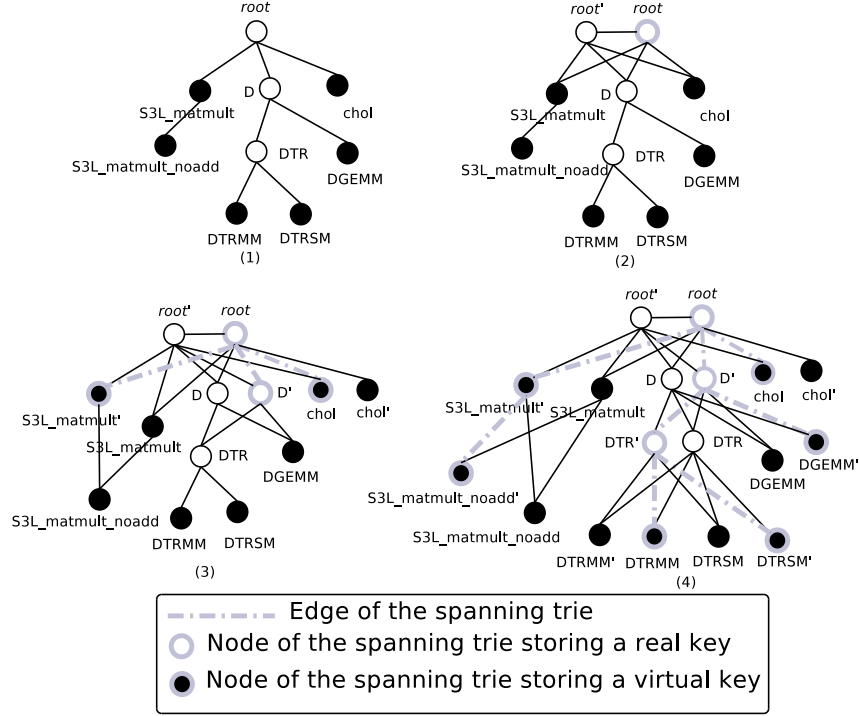 root
D
S3L_matmult
chol
S3L_matmult_noadd
DTR
DGEMM
DTRMM
DTRSM
(1)
root'
root
D
S3L_matmult
chol
S3L_matmult_noadd
DTR
DGEMM
DTRMM
DTRSM
(2)
root'
root
D
D'
S3L_matmult'
chol
chol'
S3L_matmult
DTR
DGEMM
S3L_matmult_noadd
DTRMM
DTRSM
(3)
root'
root
D
D'
chol
chol'
S3L_matmult'
S3L_matmult
DTR'
DTR
DGEMM
DGEMM'
S3L_matmult_noadd'
S3L_matmult_noadd
DTRMM'
DTRMM
DTRSM
DTRSM'
(4)
Edge of the spanning trie
Node of the spanning trie storing a real key
Node of the spanning trie storing a virtual key